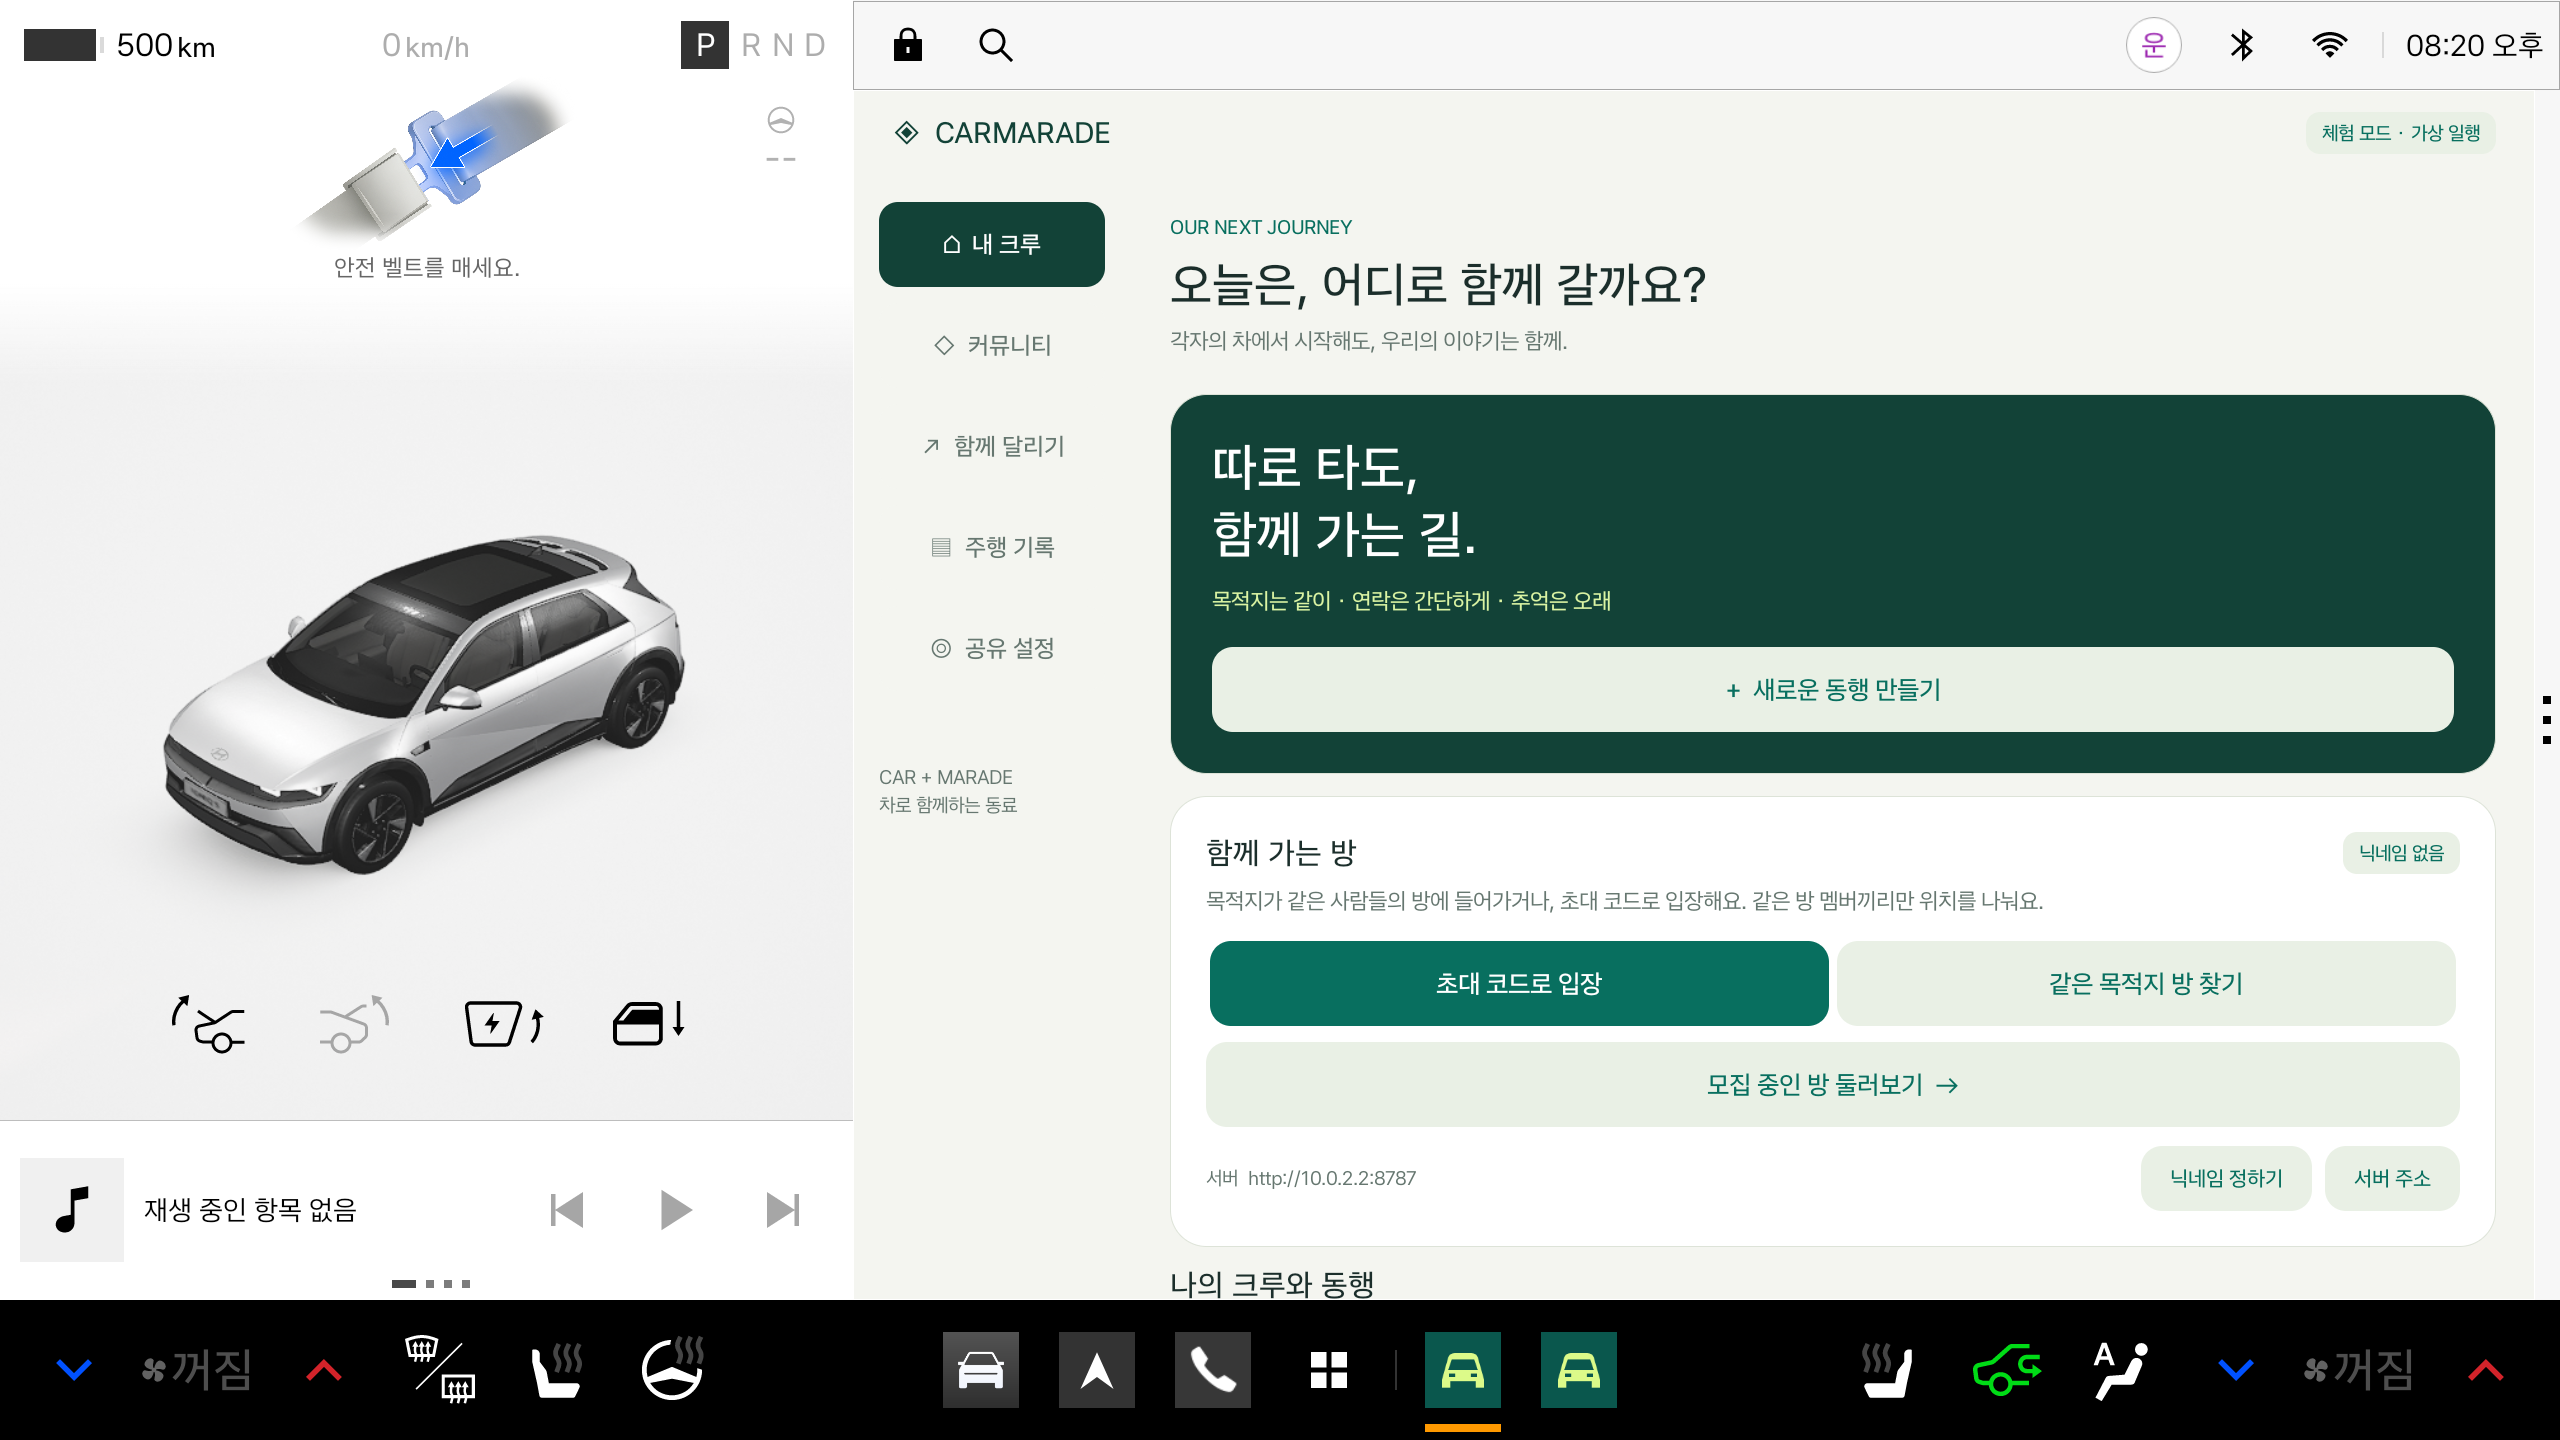 500 km
0 km/h
P R N D
안전 벨트를 매세요.
재생 중인 항목 없음
운
08:20 오후
CARMARADE
체험 모드 · 가상 일행
내 크루
커뮤니티
함께 달리기
주행 기록
공유 설정
CAR + MARADE
차로 함께하는 동료
OUR NEXT JOURNEY
오늘은, 어디로 함께 갈까요?
각자의 차에서 시작해도, 우리의 이야기는 함께.
따로 타도,
함께 가는 길.
목적지는 같이 · 연락은 간단하게 · 추억은 오래
+ 새로운 동행 만들기
함께 가는 방
닉네임 없음
목적지가 같은 사람들의 방에 들어가거나, 초대 코드로 입장해요. 같은 방 멤버끼리만 위치를 나눠요.
초대 코드로 입장
같은 목적지 방 찾기
모집 중인 방 둘러보기 →
서버 http://10.0.2.2:8787
닉네임 정하기
서버 주소
나의 크루와 동행
꺼짐
A
꺼짐